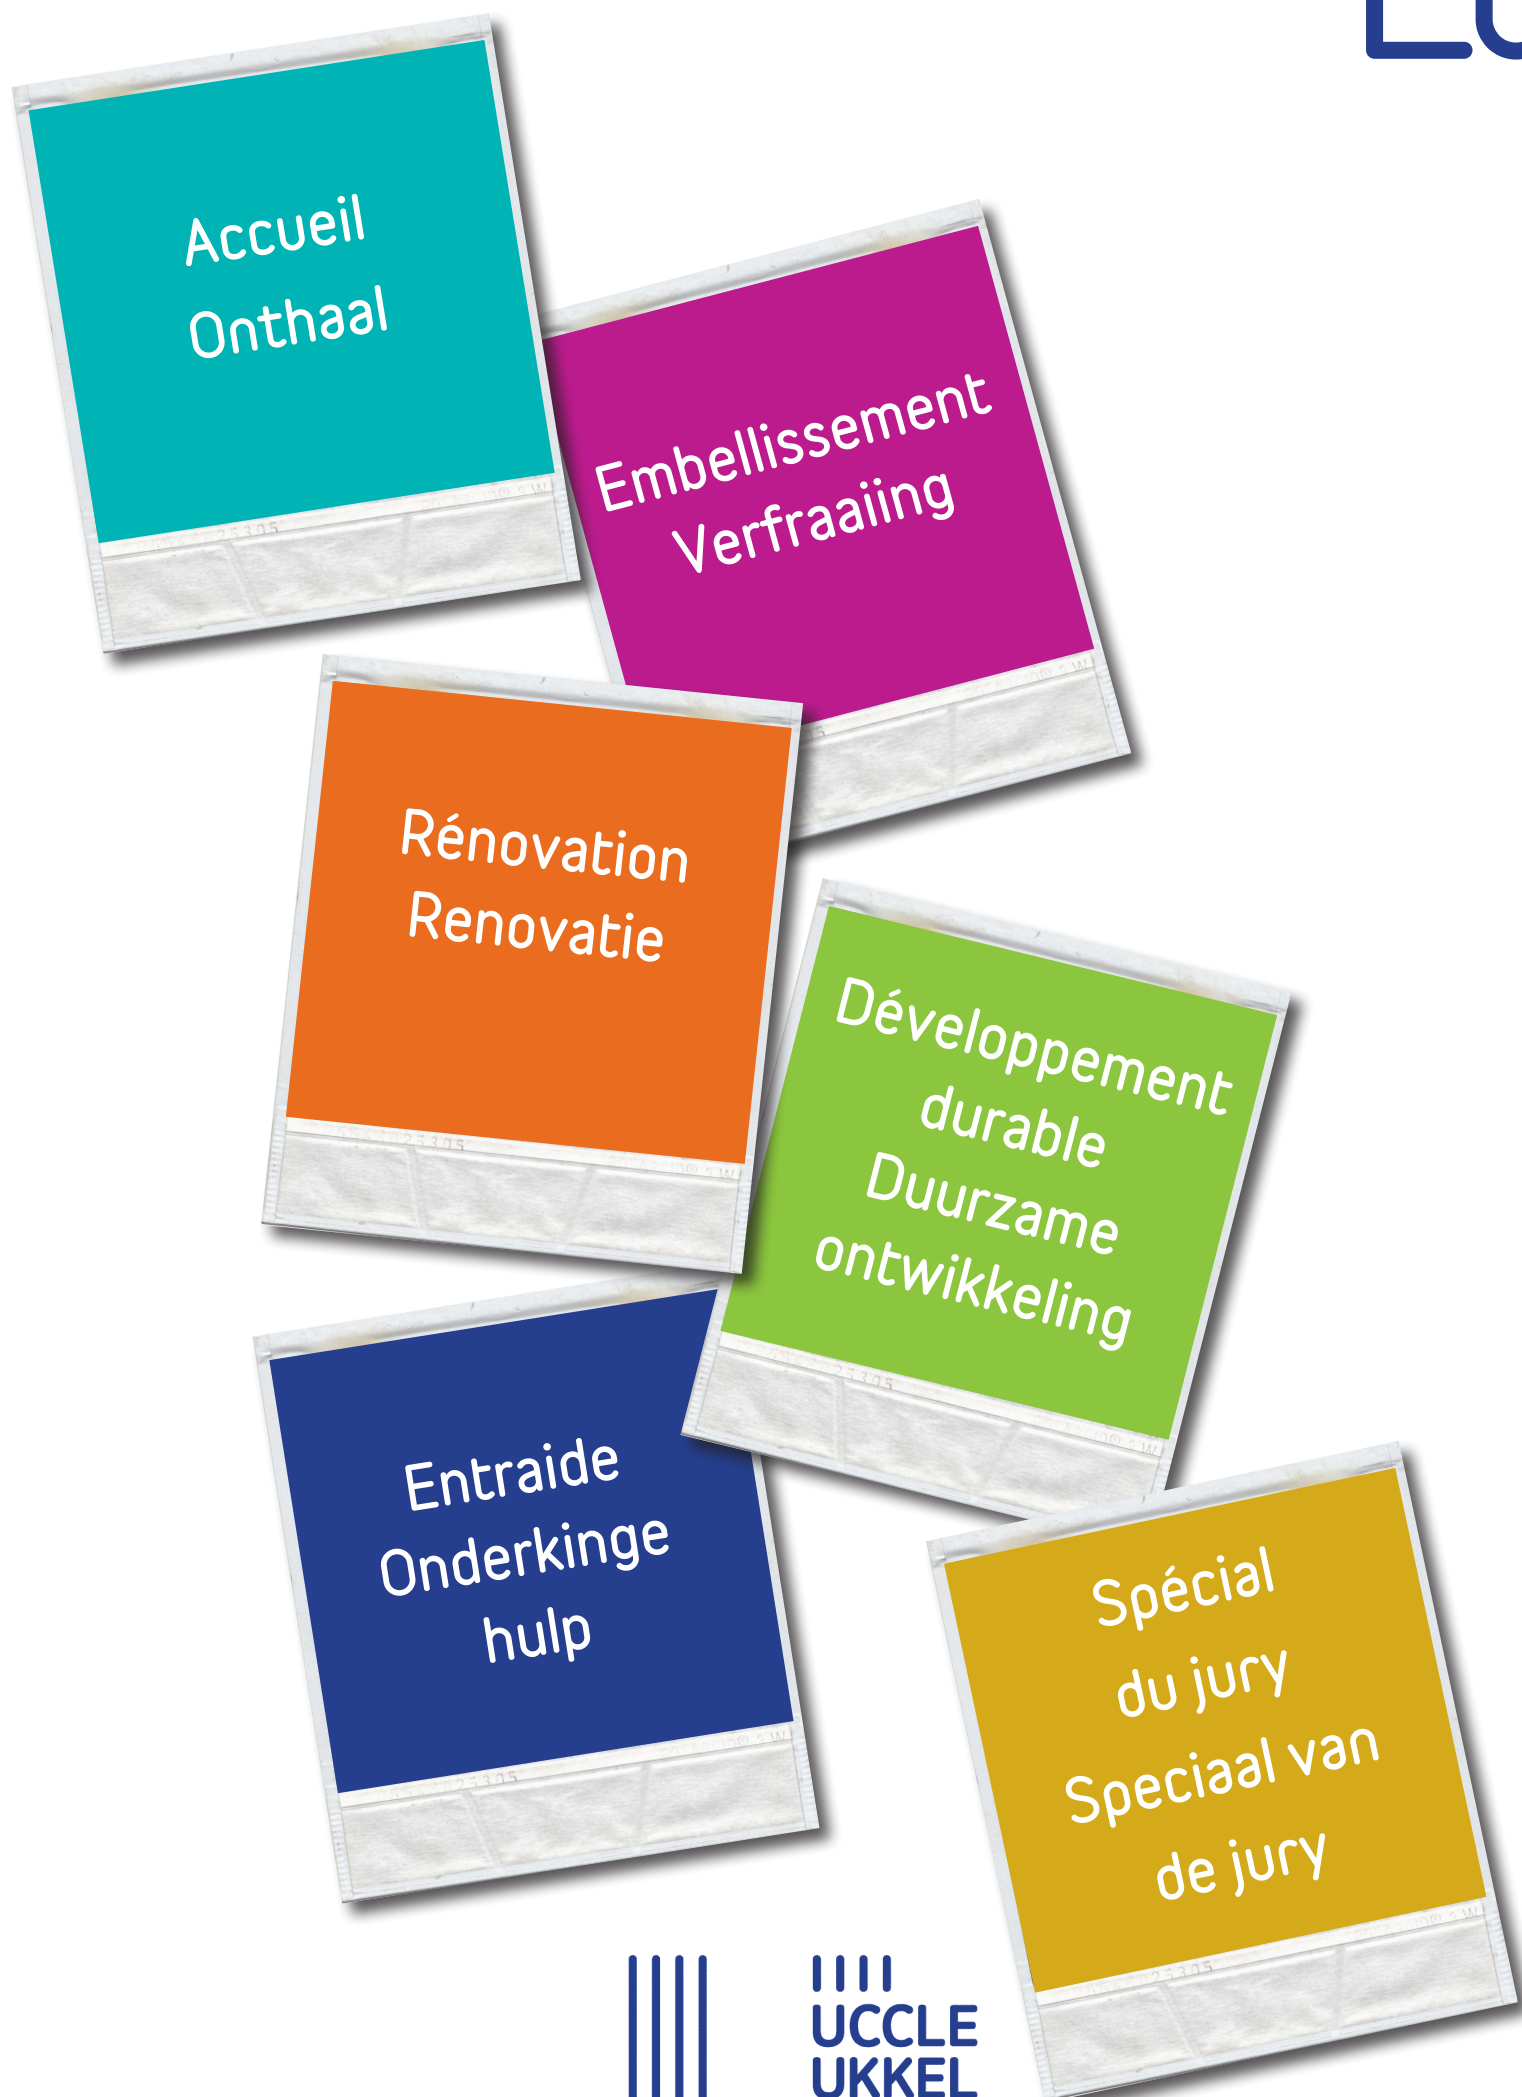 Accueil
Onthaal
Embellissement
Verfraaiing
Rénovation
Renovatie
Développement
durable
Duurzame
ontwikkeling
Entraide
Onderkinge
hulp
Spécial
du jury
Speciaal van
de jury
UCCLE
UKKEL